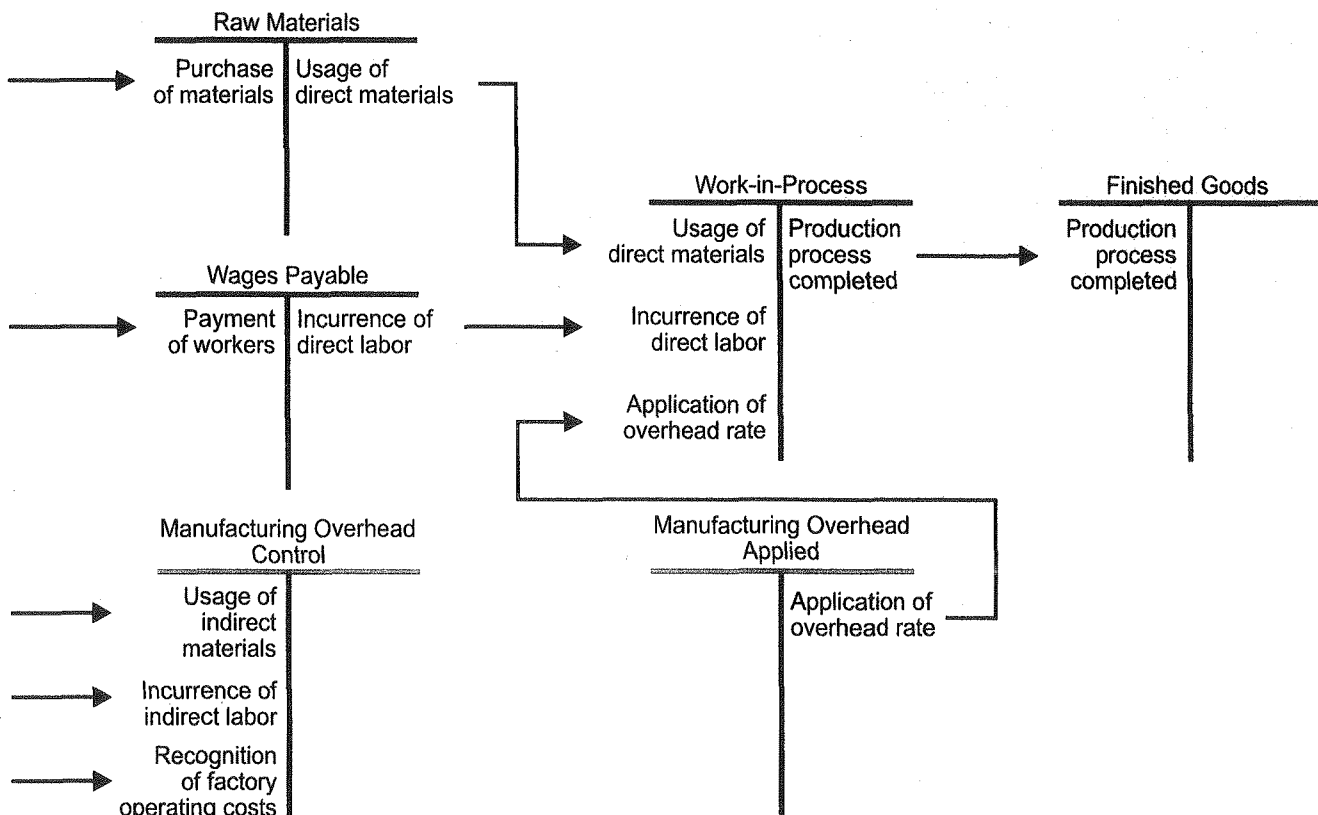 Raw Materials
Purchase
of materials
Usage of
direct materials
Work-in-Process
Usage of
direct materials
Production
process
completed
Finished Goods
Production
process
completed
Wages Payable
Payment
of workers
Incurrence of
direct labor
Incurrence of
direct labor
Application of
overhead rate
Manufacturing Overhead
Control
Usage of
indirect
materials
Incurrence of
indirect labor
Recognition
of factory
operating costs
Manufacturing Overhead
Applied
Application of
overhead rate